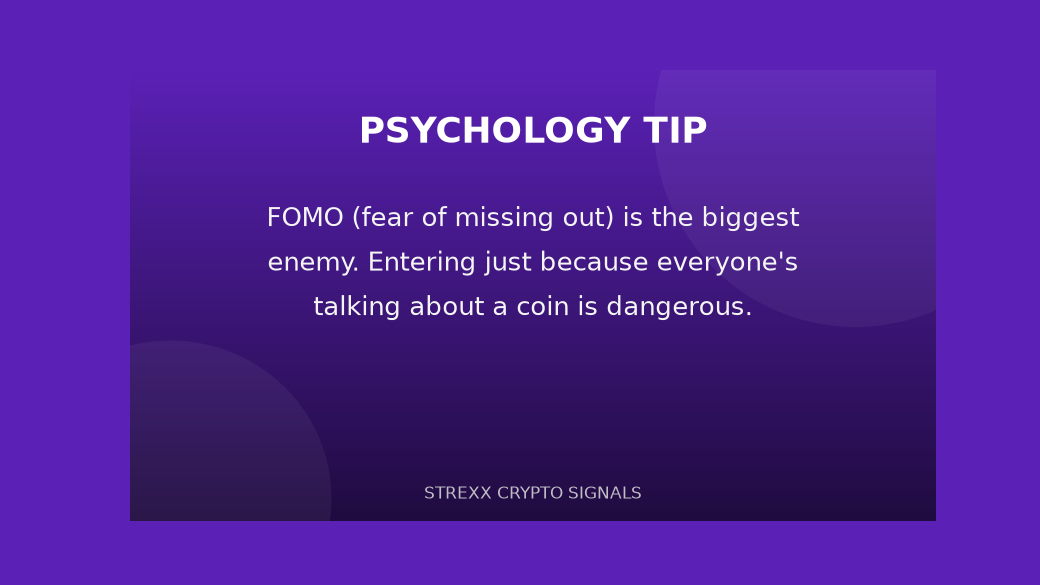 PSYCHOLOGY TIP
FOMO (fear of missing out) is the biggest
enemy. Entering just because everyone's
talking about a coin is dangerous.
STREXX CRYPTO SIGNALS